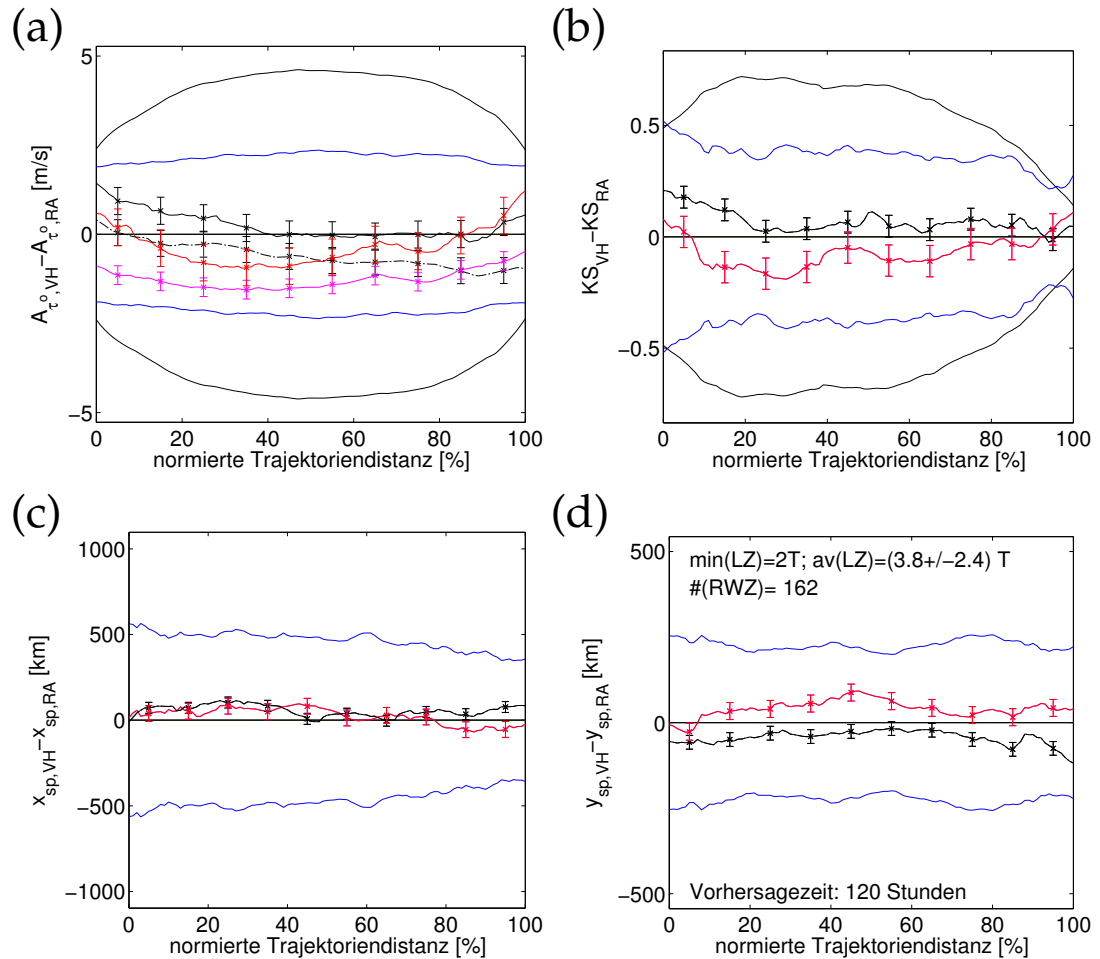 (a)
5
0
−5
A_τ°,VH−A_τ°,RA [m/s]
0 20 40 60 80 100
normierte Trajektoriendistanz [%]
(b)
0.5
0
−0.5
KS_VH−KS_RA
0 20 40 60 80 100
normierte Trajektoriendistanz [%]
(c)
1000
500
0
−500
−1000
x_sp,VH−x_sp,RA [km]
0 20 40 60 80 100
normierte Trajektoriendistanz [%]
(d)
500
0
−500
y_sp,VH−y_sp,RA [km]
min(LZ)=2T; av(LZ)=(3.8+/−2.4) T
#(RWZ)= 162
Vorhersagezeit: 120 Stunden
0 20 40 60 80 100
normierte Trajektoriendistanz [%]